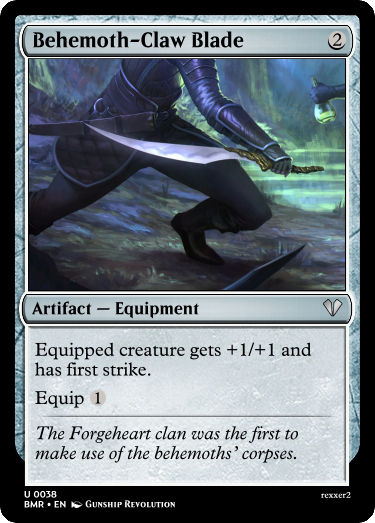 Behemoth-Claw Blade 2
Artifact — Equipment
Equipped creature gets +1/+1 and
has first strike.
Equip 1
The Forgeheart clan was the first to
make use of the behemoths' corpses.
U 0038
BMR • EN Gunship Revolution
rexxer2